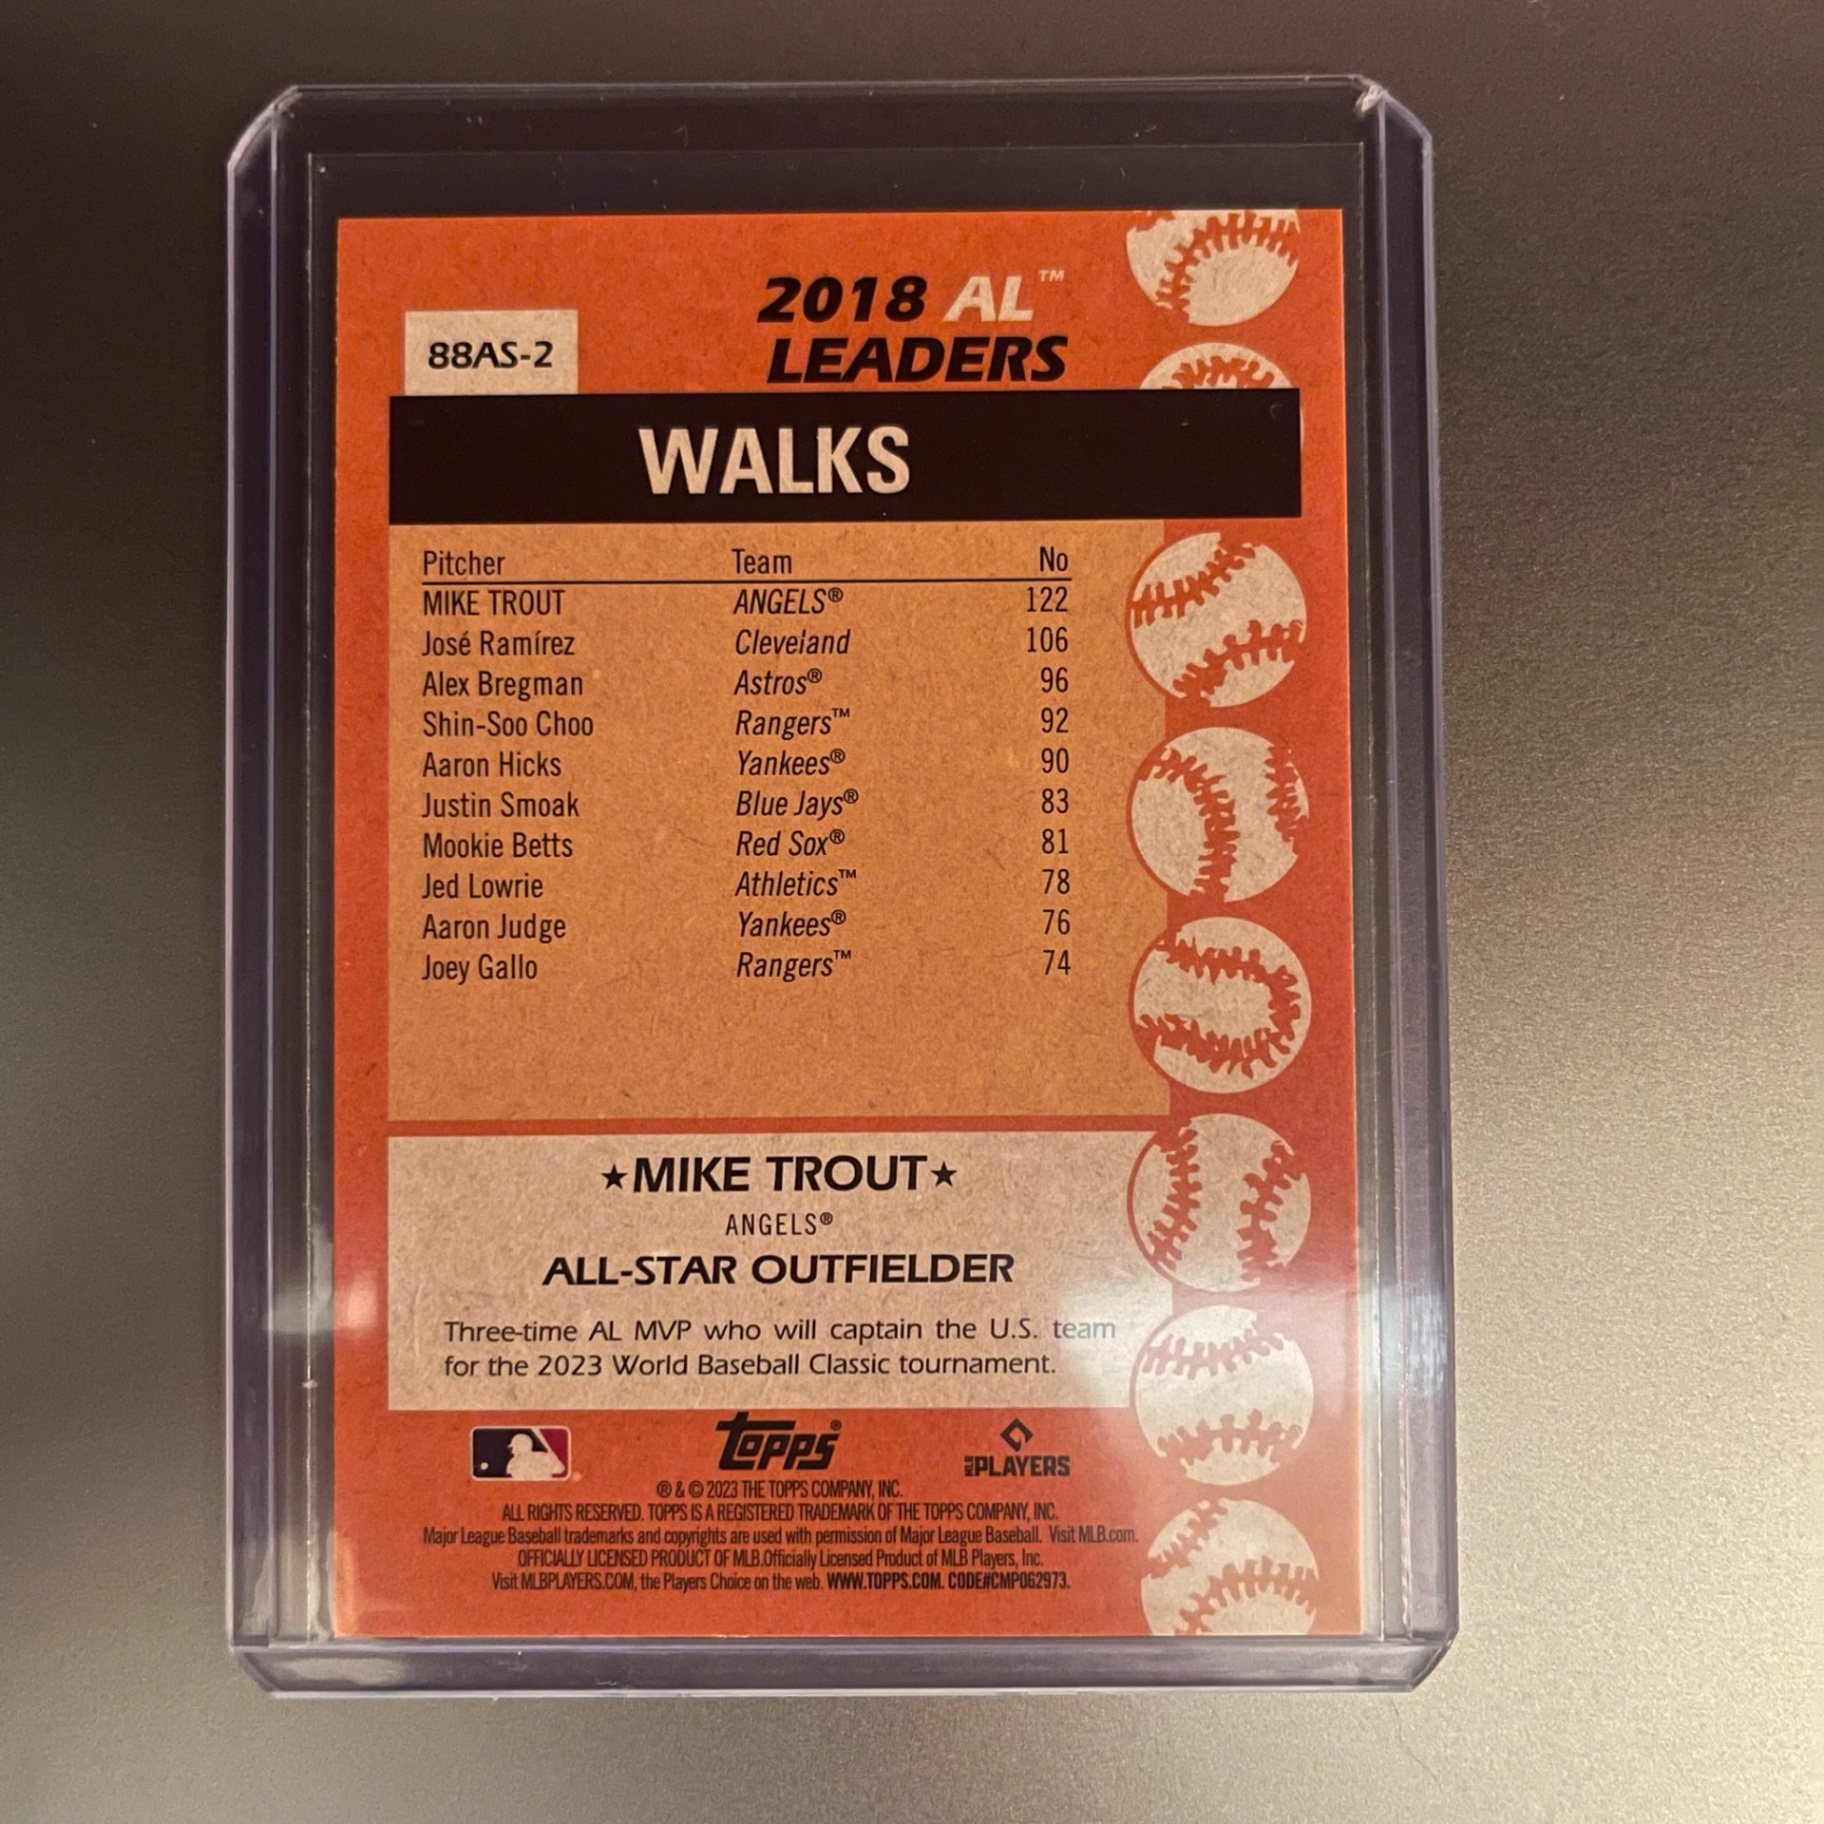 2018 AL™
LEADERS
88AS-2
WALKS
Pitcher Team No
MIKE TROUT ANGELS® 122
José Ramírez Cleveland 106
Alex Bregman Astros® 96
Shin-Soo Choo Rangers™ 92
Aaron Hicks Yankees® 90
Justin Smoak Blue Jays® 83
Mookie Betts Red Sox® 81
Jed Lowrie Athletics™ 78
Aaron Judge Yankees® 76
Joey Gallo Rangers™ 74
★MIKE TROUT★
ANGELS®
ALL-STAR OUTFIELDER
Three-time AL MVP who will captain the U.S. team
for the 2023 World Baseball Classic tournament.
topps® MLB PLAYERS
® & © 2023 THE TOPPS COMPANY, INC.
ALL RIGHTS RESERVED. TOPPS IS A REGISTERED TRADEMARK OF THE TOPPS COMPANY, INC.
Major League Baseball trademarks and copyrights are used with permission of Major League Baseball. Visit MLB.com.
OFFICIALLY LICENSED PRODUCT OF MLB.Officially Licensed Product of MLB Players, Inc.
Visit MLBPLAYERS.COM, the Players Choice on the web. WWW.TOPPS.COM. CODE#CMP062973.